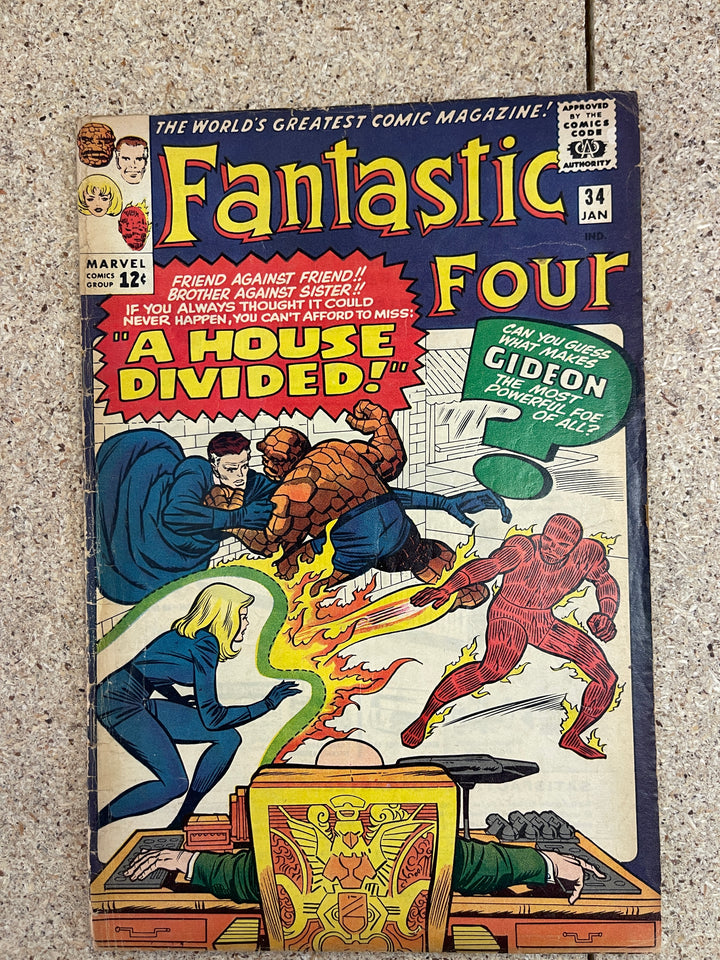 THE WORLD'S GREATEST COMIC MAGAZINE!
APPROVED
BY THE
COMICS
CODE
CA
AUTHORITY
Fantastic
Four
34
JAN
IND.
MARVEL
COMICS
GROUP
12¢
FRIEND AGAINST FRIEND!!
BROTHER AGAINST SISTER!!
IF YOU ALWAYS THOUGHT IT COULD
NEVER HAPPEN, YOU CAN'T AFFORD TO MISS:
"A HOUSE
DIVIDED!"
CAN YOU GUESS
WHAT MAKES
GIDEON
THE MOST
POWERFUL FOE
OF ALL?